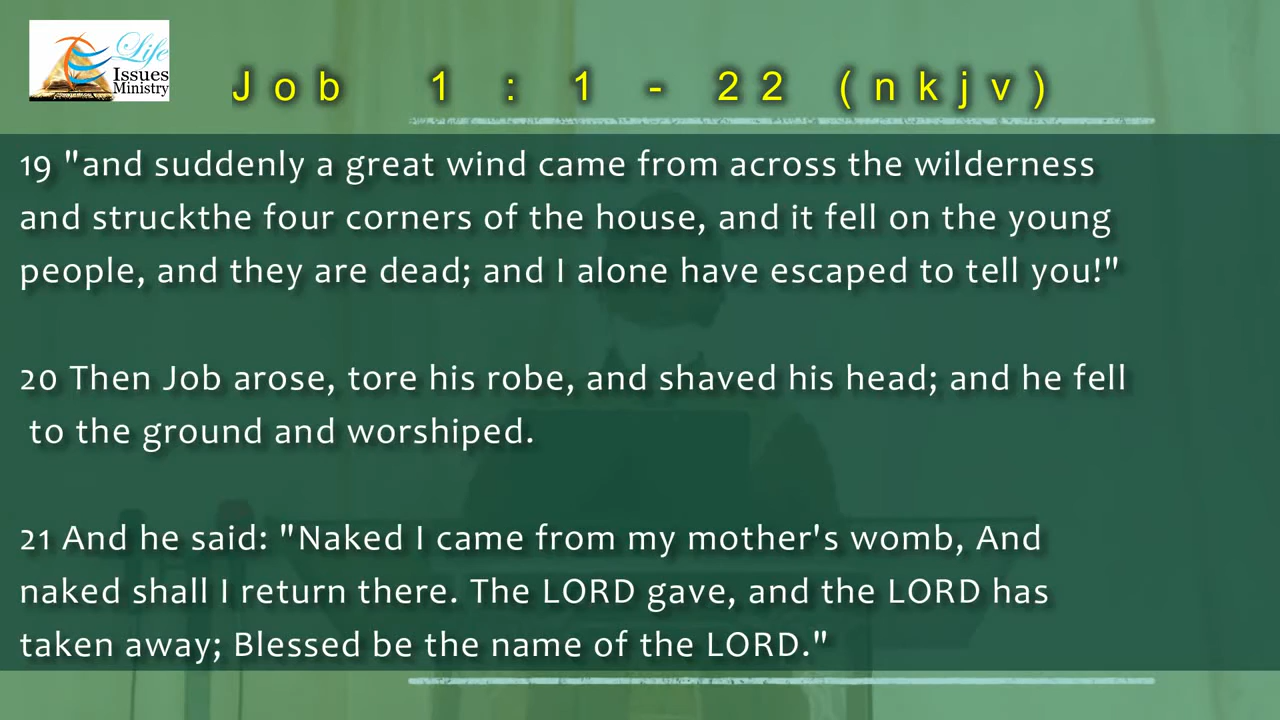 Life
Issues
Ministry
Job 1 : 1 - 22 (nkjv)
19 "and suddenly a great wind came from across the wilderness
and struckthe four corners of the house, and it fell on the young
people, and they are dead; and I alone have escaped to tell you!"
20 Then Job arose, tore his robe, and shaved his head; and he fell
to the ground and worshiped.
21 And he said: "Naked I came from my mother's womb, And
naked shall I return there. The LORD gave, and the LORD has
taken away; Blessed be the name of the LORD."